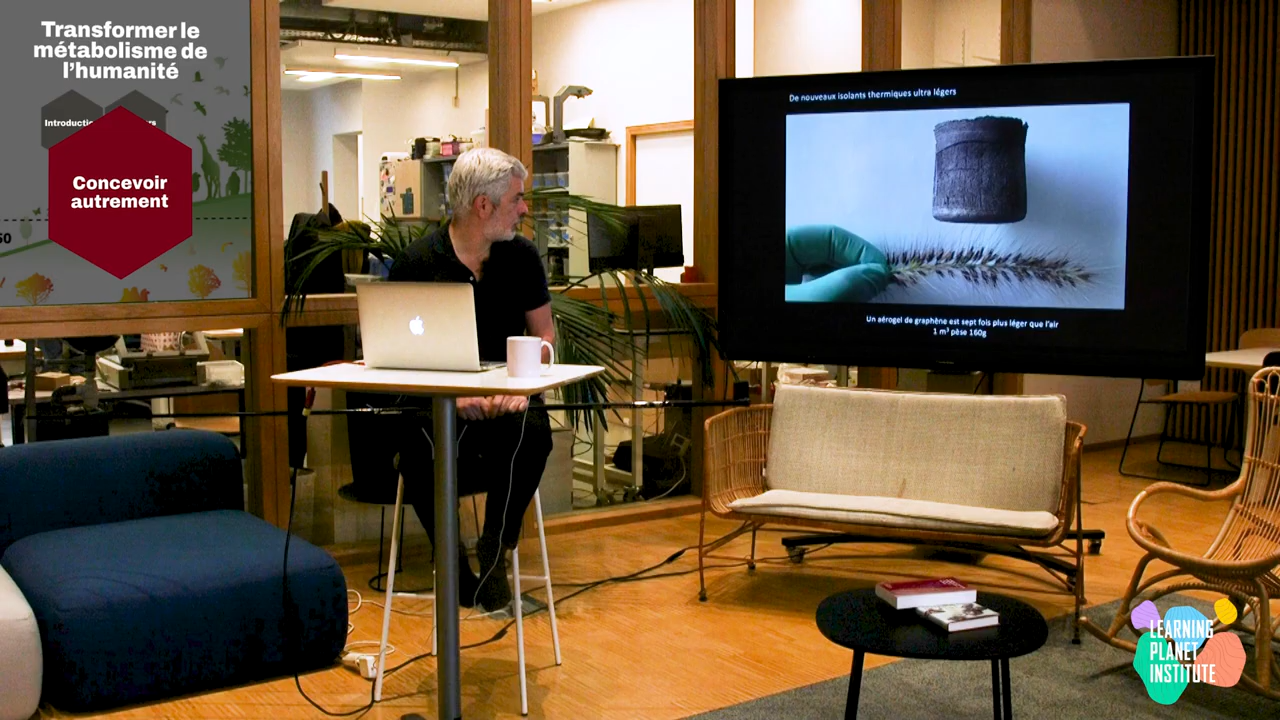 Transformer le
métabolisme de
l'humanité
Introductio
rs
Concevoir
autrement
50
De nouveaux isolants thermiques ultra légers
Un aérogel de graphène est sept fois plus léger que l'air
1 m³ pèse 160g
LEARNING
PLANET
INSTITUTE